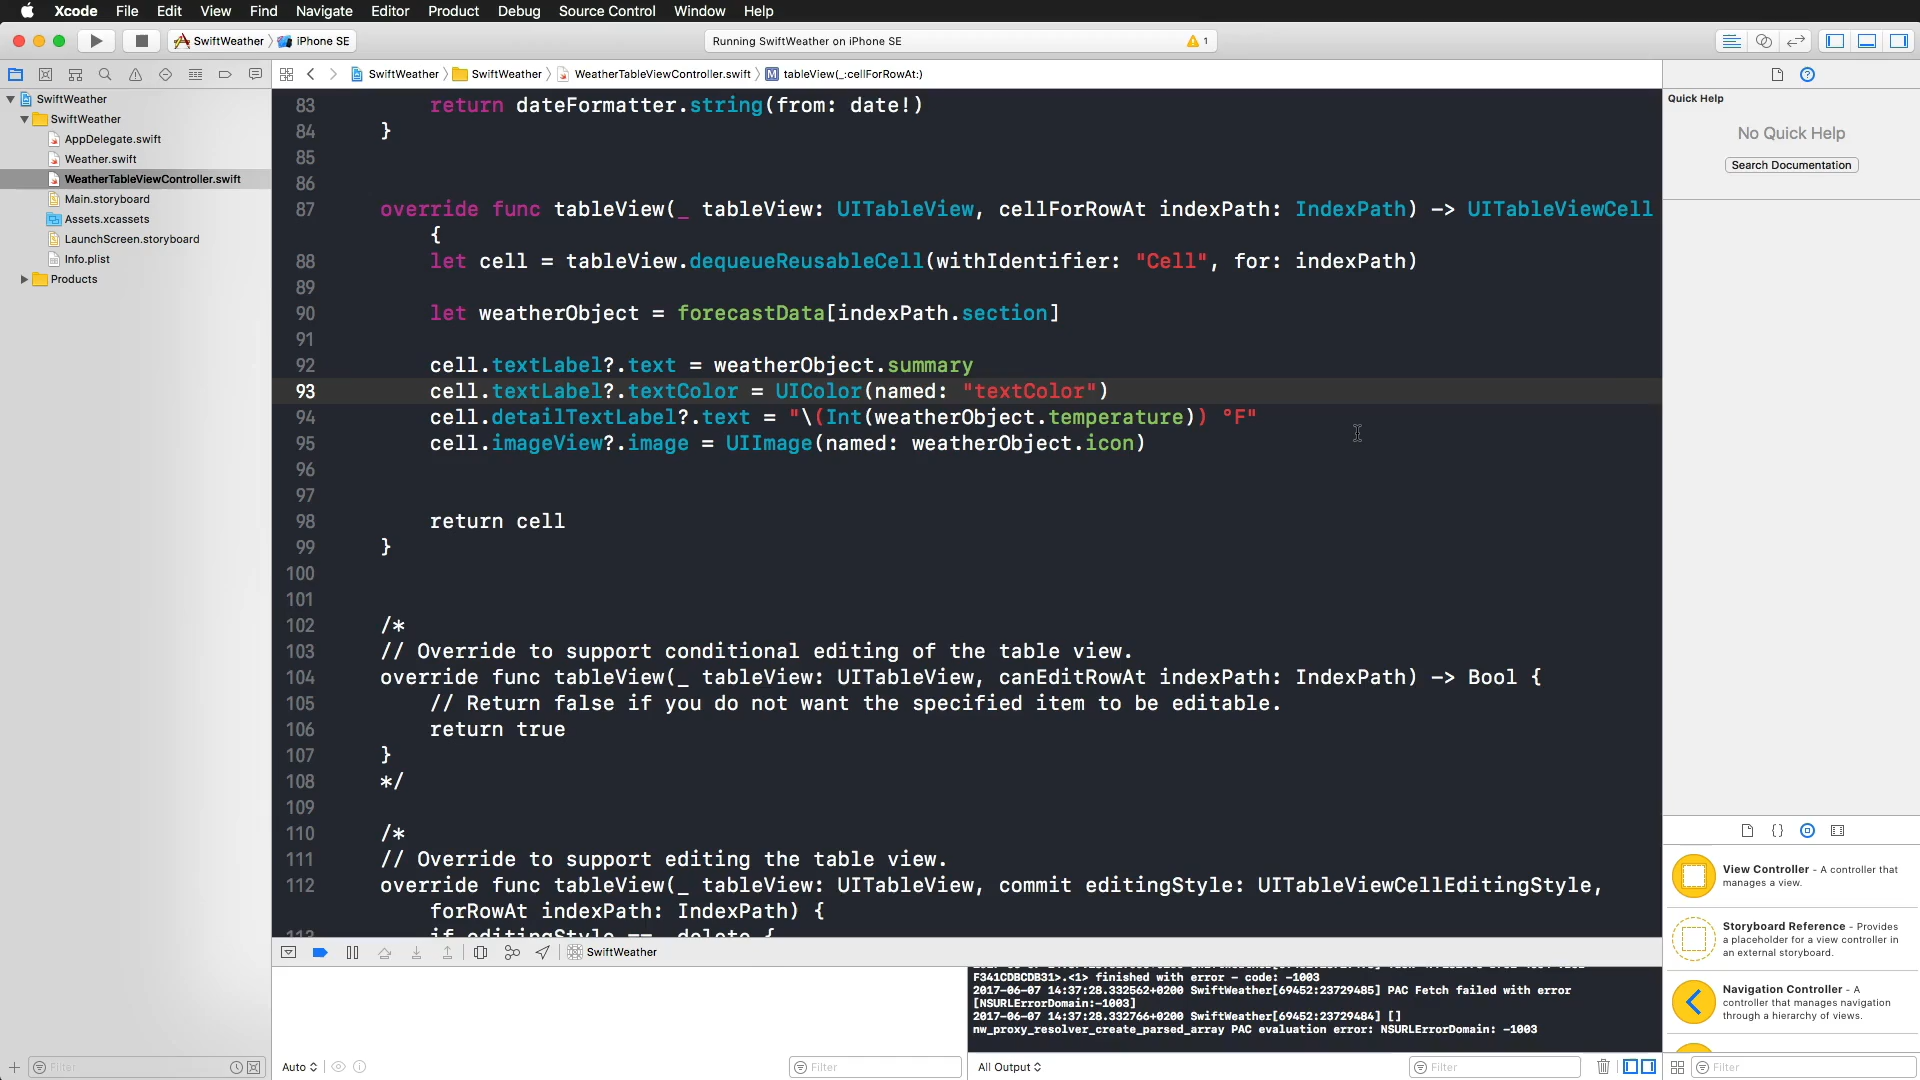 Xcode File Edit View Find Navigate Editor Product Debug Source Control Window Help
SwiftWeather iPhone SE
Running SwiftWeather on iPhone SE
1
SwiftWeather
SwiftWeather
AppDelegate.swift
Weather.swift
WeatherTableViewController.swift
Main.storyboard
Assets.xcassets
LaunchScreen.storyboard
Info.plist
Products
Filter
SwiftWeather SwiftWeather WeatherTableViewController.swift M tableView(_:cellForRowAt:)
83 return dateFormatter.string(from: date!)
84 }
85
86
87 override func tableView(_ tableView: UITableView, cellForRowAt indexPath: IndexPath) -> UITableViewCell
{
88 let cell = tableView.dequeueReusableCell(withIdentifier: "Cell", for: indexPath)
89
90 let weatherObject = forecastData[indexPath.section]
91
92 cell.textLabel?.text = weatherObject.summary
93 cell.textLabel?.textColor = UIColor(named: "textColor")
94 cell.detailTextLabel?.text = "\(Int(weatherObject.temperature)) °F"
95 cell.imageView?.image = UIImage(named: weatherObject.icon)
96
97
98 return cell
99 }
100
101
102 /*
103 // Override to support conditional editing of the table view.
104 override func tableView(_ tableView: UITableView, canEditRowAt indexPath: IndexPath) -> Bool {
105 // Return false if you do not want the specified item to be editable.
106 return true
107 }
108 */
109
110 /*
111 // Override to support editing the table view.
112 override func tableView(_ tableView: UITableView, commit editingStyle: UITableViewCellEditingStyle,
forRowAt indexPath: IndexPath) {
113 if editingStyle == .delete {
SwiftWeather
F341CDBCDB31>.<1> finished with error - code: -1003
2017-06-07 14:37:28.332562+0200 SwiftWeather[69452:23729485] PAC Fetch failed with error
[NSURLErrorDomain:-1003]
2017-06-07 14:37:28.332766+0200 SwiftWeather[69452:23729484] []
nw_proxy_resolver_create_parsed_array PAC evaluation error: NSURLErrorDomain: -1003
Auto
Filter
All Output
Filter
Quick Help
No Quick Help
Search Documentation
View Controller - A controller that
manages a view.
Storyboard Reference - Provides
a placeholder for a view controller in
an external storyboard.
Navigation Controller - A
controller that manages navigation
through a hierarchy of views.
Filter